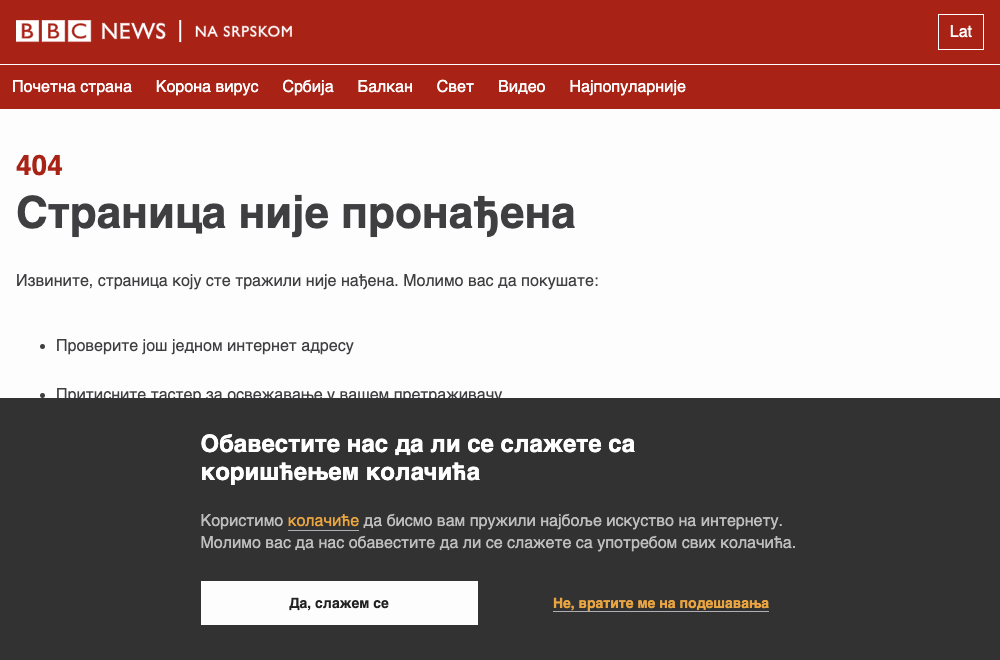 BBC NEWS | NA SRPSKOM
Lat
Почетна страна Корона вирус Србија Балкан Свет Видео Најпопуларније
404
Страница није пронађена
Извините, страница коју сте тражили није нађена. Молимо вас да покушате:
• Проверите још једном интернет адресу
• Притисните тастер за освежавање у вашем претраживачу
Обавестите нас да ли се слажете са
коришћењем колачића
Користимо колачиће да бисмо вам пружили најбоље искуство на интернету.
Молимо вас да нас обавестите да ли се слажете са употребом свих колачића.
Да, слажем се
Не, вратите ме на подешавања